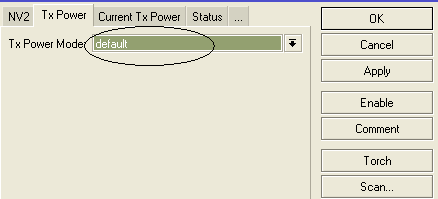 NV2 Tx Power Current Tx Power Status ...
Tx Power Mode: default
OK
Cancel
Apply
Enable
Comment
Torch
Scan...